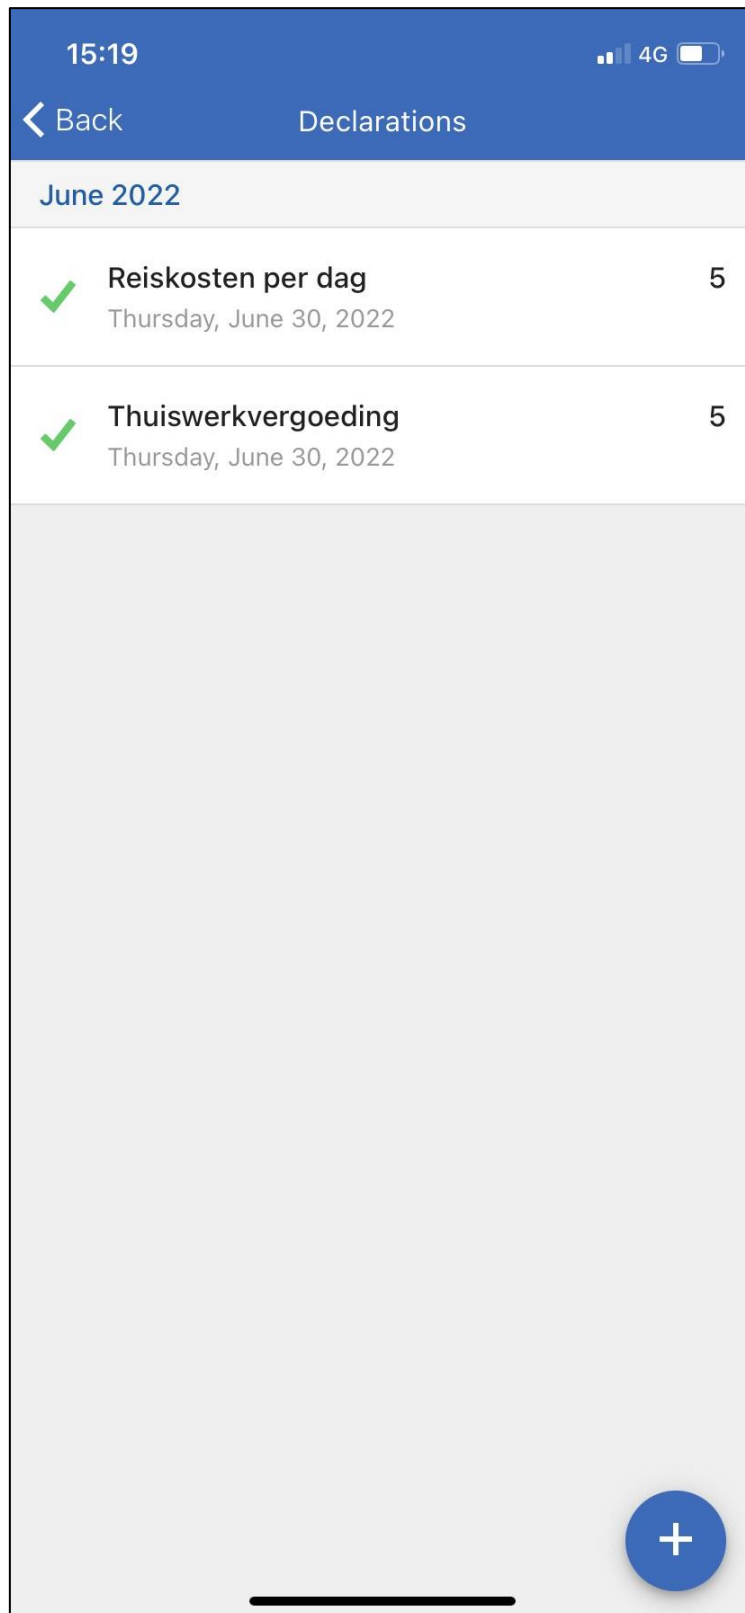 15:19 4G
Back Declarations
June 2022
Reiskosten per dag 5
Thursday, June 30, 2022
Thuiswerkvergoeding 5
Thursday, June 30, 2022
+